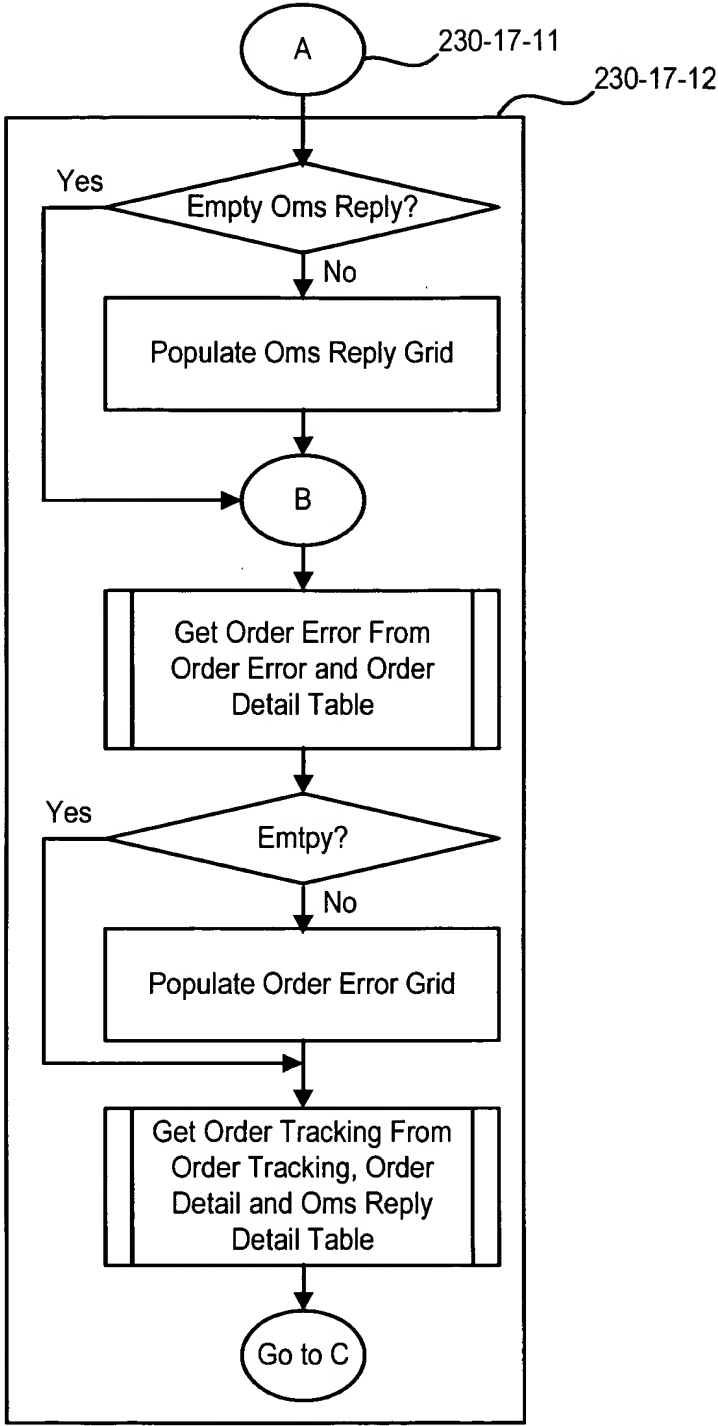 A
230-17-11
230-17-12
Yes
Empty Oms Reply?
No
Populate Oms Reply Grid
B
Get Order Error From
Order Error and Order
Detail Table
Yes
Emtpy?
No
Populate Order Error Grid
Get Order Tracking From
Order Tracking, Order
Detail and Oms Reply
Detail Table
Go to C